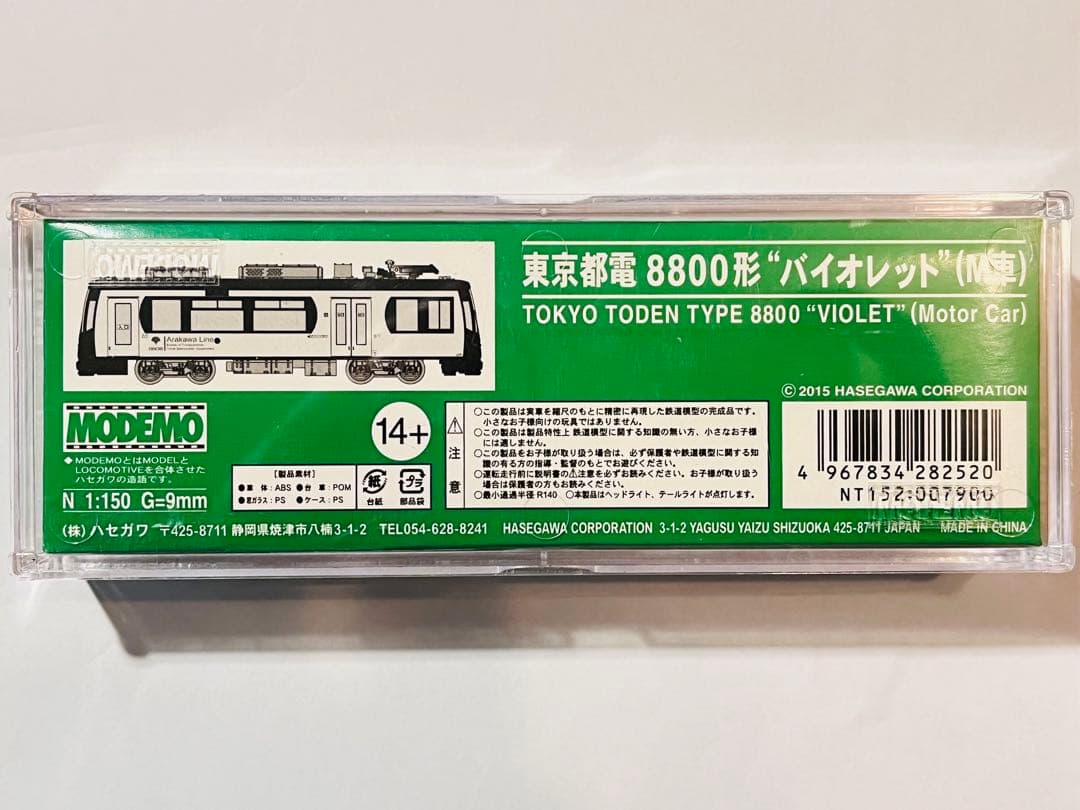 東京都電 8800形“バイオレット”(M車)
TOKYO TODEN TYPE 8800 “VIOLET” (Motor Car)
入口
Arakawa Line
© 2015 HASEGAWA CORPORATION
MODEMO
◆MODEMOとはMODELと
LOCOMOTIVEを合体させた
ハセガワの造語です。
N 1:150 G=9mm
【製品素材】
●車 体:ABS ●台 車:POM
●窓ガラス:PS ●ケース:PS
紙
台紙
プラ
部品袋
14+
注意
○この製品は実車を縮尺のもとに精密に再現した鉄道模型の完成品です。
小さなお子様向けの玩具ではありません。
○この製品は製品特性上 鉄道模型に関する知識の無い方、小さなお子様
には適しません。
○この製品をお子様が取り扱う場合は、必ず保護者や鉄道模型に関する知
識の有る方の指導・監督のもとでお遊びください。
○運転走行前に説明書の⚠注意を必ずお読みください。お子様が取り扱う
場合は保護者の方もお読みください。
○最小通過半径 R140 ○本製品はヘッドライト、テールライトが点灯します。
4 967834 282520
NT152:007900
(株) ハセガワ 〒425-8711 静岡県焼津市八楠3-1-2 TEL054-628-8241 HASEGAWA CORPORATION 3-1-2 YAGUSU YAIZU SHIZUOKA 425-8711 JAPAN MADE IN CHINA